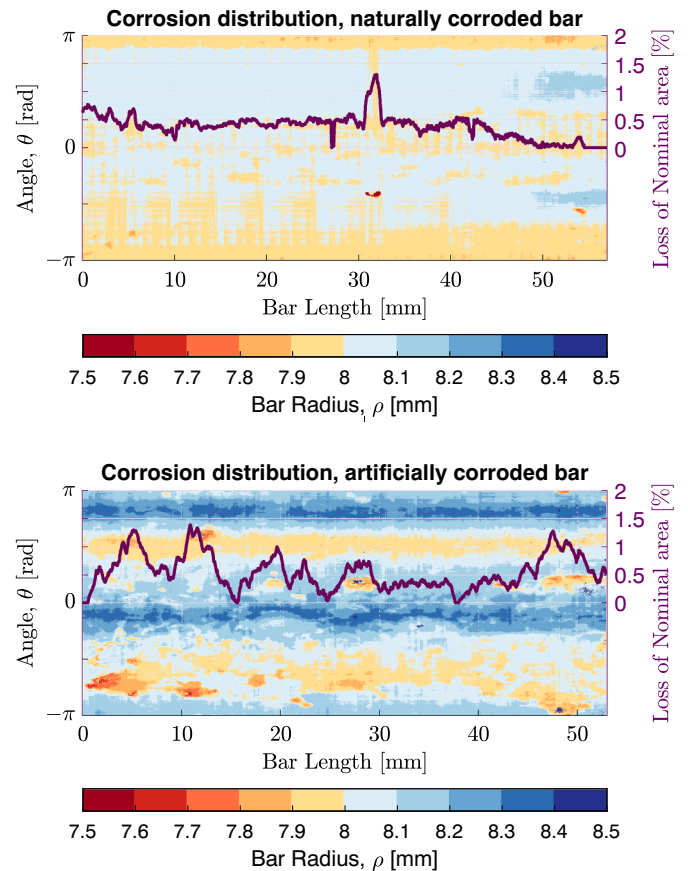 Corrosion distribution, naturally corroded bar
π
0
−π
Angle, θ [rad]
2
1.5
1
0.5
0
Loss of Nominal area [%]
0 10 20 30 40 50
Bar Length [mm]
7.5 7.6 7.7 7.8 7.9 8 8.1 8.2 8.3 8.4 8.5
Bar Radius, ρ [mm]
Corrosion distribution, artificially corroded bar
π
0
−π
Angle, θ [rad]
2
1.5
1
0.5
0
Loss of Nominal area [%]
0 10 20 30 40 50
Bar Length [mm]
7.5 7.6 7.7 7.8 7.9 8 8.1 8.2 8.3 8.4 8.5
Bar Radius, ρ [mm]